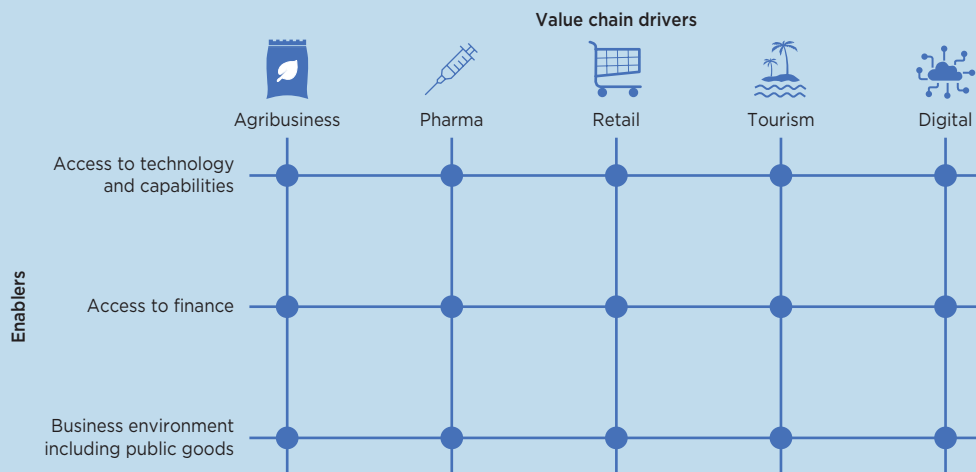 Value chain drivers
Agribusiness
Pharma
Retail
Tourism
Digital
Access to technology
and capabilities
Enablers
Access to finance
Business environment
including public goods